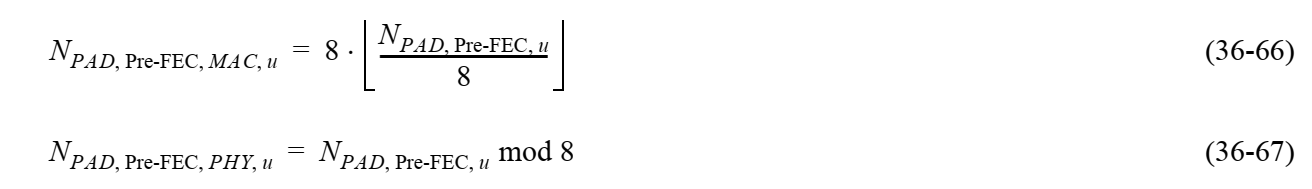 N_{PAD, Pre-FEC, MAC, u} = 8 · ⌊ N_{PAD, Pre-FEC, u} / 8 ⌋ (36-66)
N_{PAD, Pre-FEC, PHY, u} = N_{PAD, Pre-FEC, u} mod 8 (36-67)